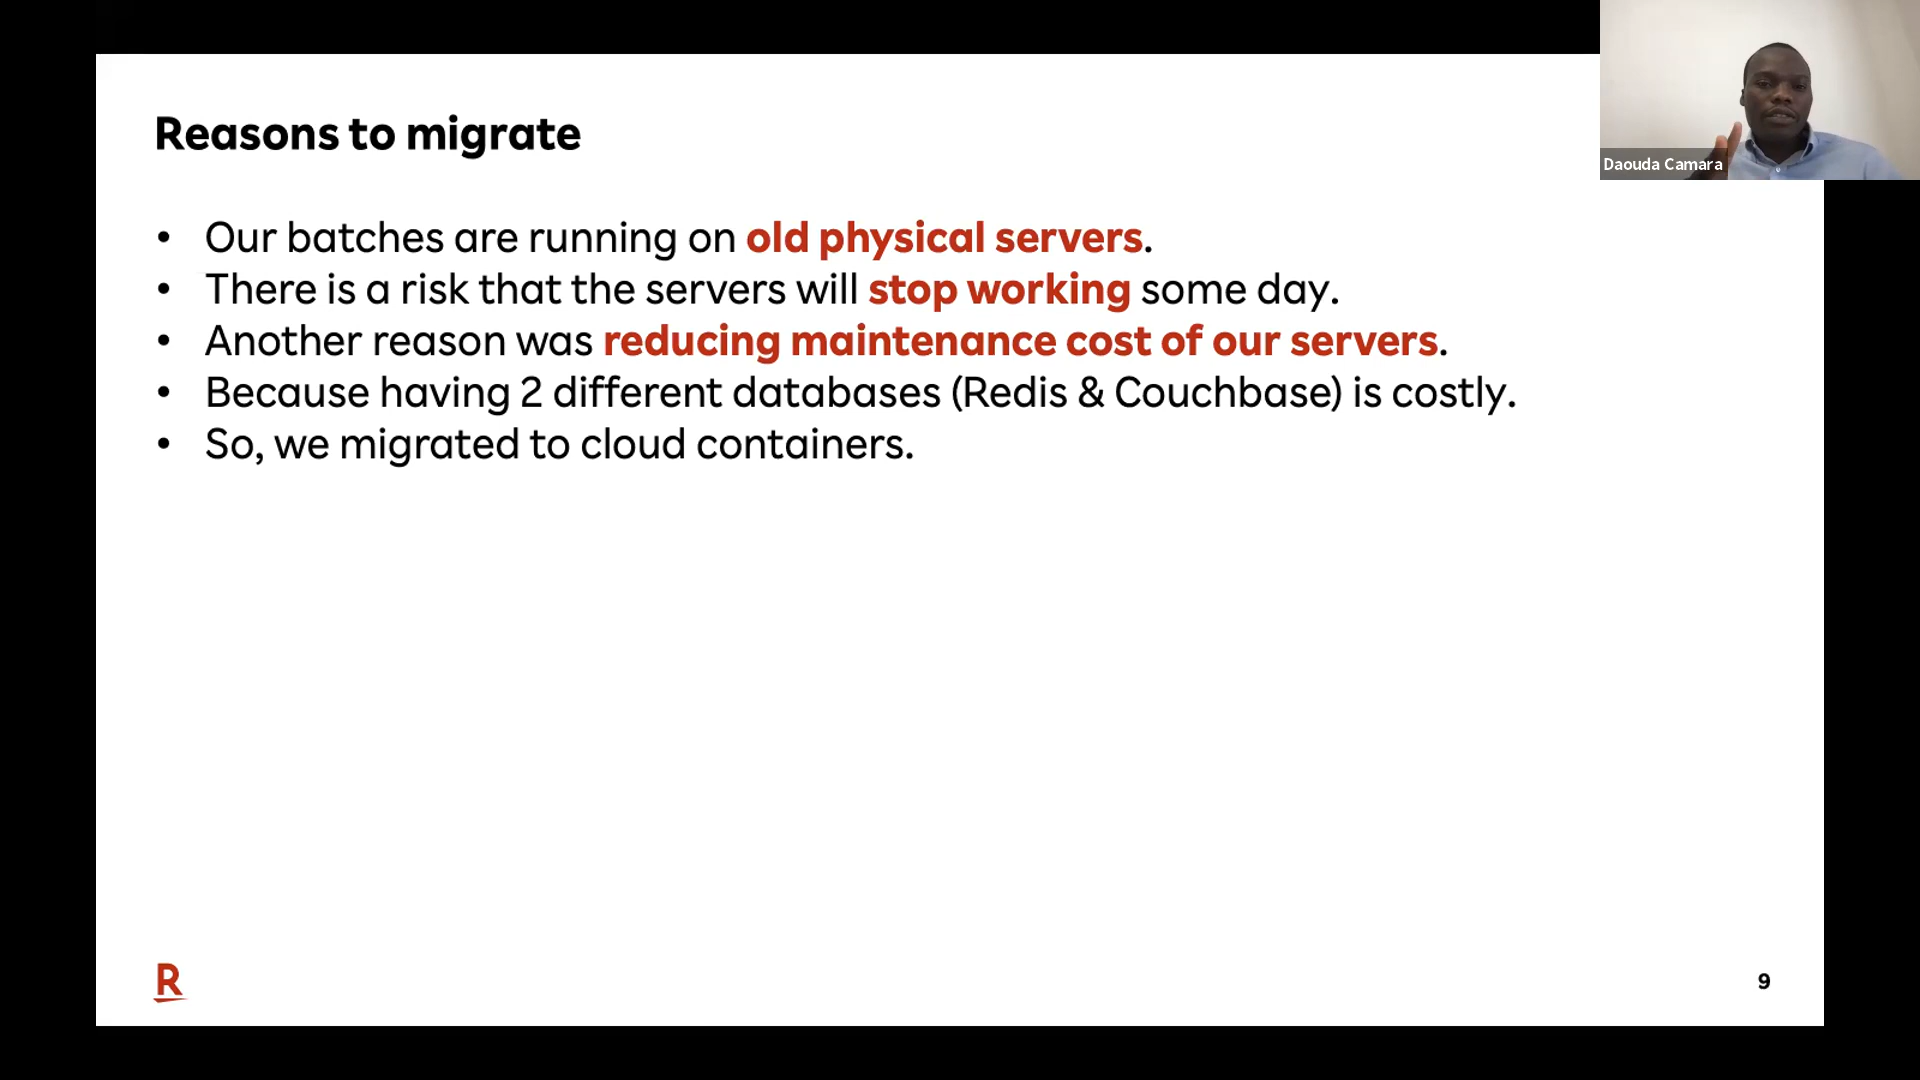 Reasons to migrate
Daouda Camara
• Our batches are running on old physical servers.
• There is a risk that the servers will stop working some day.
• Another reason was reducing maintenance cost of our servers.
• Because having 2 different databases (Redis & Couchbase) is costly.
• So, we migrated to cloud containers.
R
9